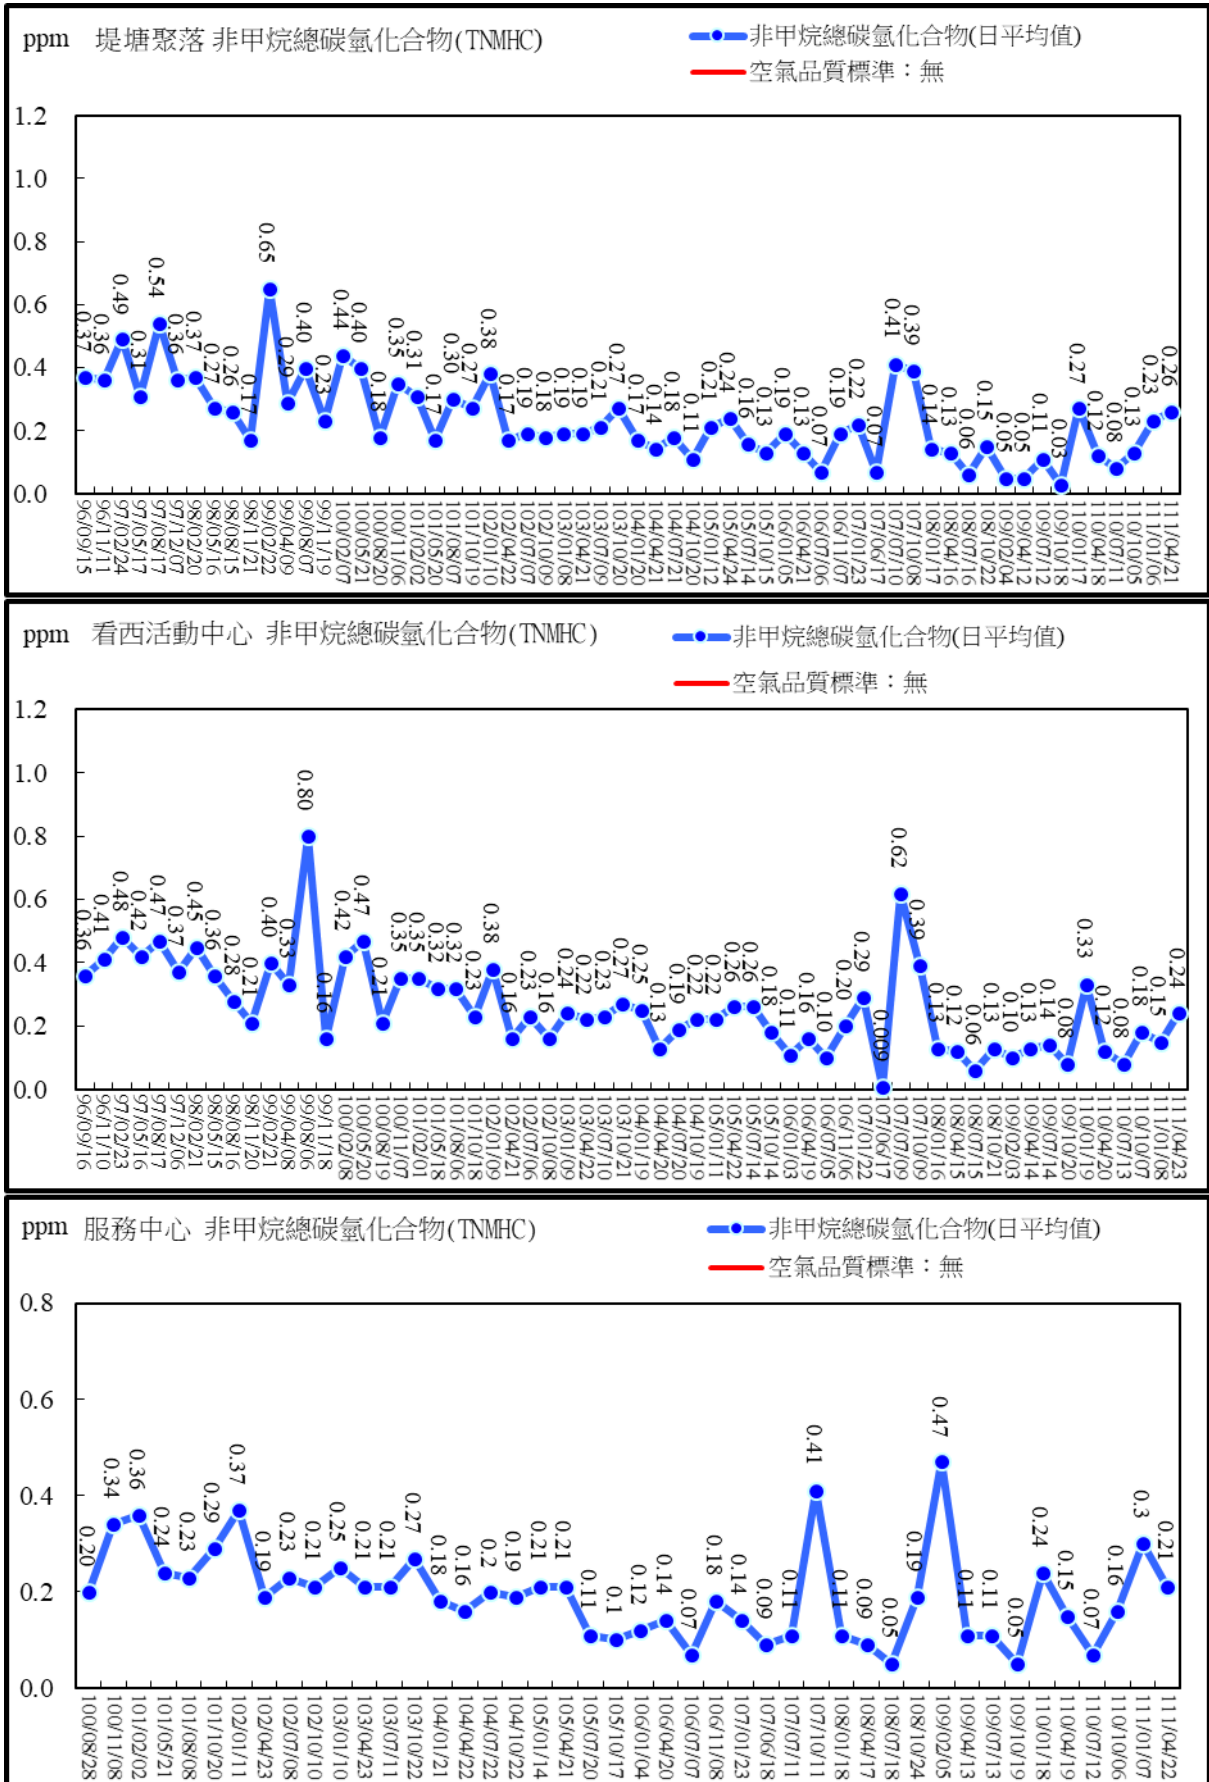 ppm 堤塘聚落 非甲烷總碳氫化合物(TNMHC)
非甲烷總碳氫化合物(日平均值)
空氣品質標準：無
1.2
1.0
0.8
0.6
0.4
0.2
0.0
0.37 0.36 0.49 0.31 0.54 0.36 0.37 0.27 0.26 0.17 0.65 0.29 0.40 0.23 0.44 0.40 0.18 0.35 0.31 0.17 0.30 0.27 0.38 0.17 0.19 0.18 0.19 0.19 0.21 0.27 0.17 0.14 0.18 0.11 0.21 0.24 0.16 0.13 0.19 0.13 0.07 0.19 0.22 0.07 0.41 0.39 0.14 0.13 0.06 0.15 0.05 0.05 0.11 0.03 0.27 0.12 0.08 0.13 0.23 0.26
96/09/15 96/11/11 97/02/24 97/05/17 97/08/17 97/12/07 98/02/20 98/05/16 98/08/15 98/11/21 99/02/22 99/04/09 99/08/07 99/11/19 100/02/07 100/05/21 100/08/20 100/11/06 101/02/02 101/05/20 101/08/07 101/10/19 102/01/10 102/04/22 102/07/09 102/10/09 103/01/08 103/04/21 103/07/09 103/10/20 104/01/20 104/04/21 104/07/21 104/10/20 105/01/12 105/04/24 105/07/14 105/10/15 106/01/05 106/04/21 106/07/06 106/11/07 107/01/23 107/06/17 107/07/10 107/10/08 108/01/17 108/04/16 108/07/16 108/10/22 109/02/04 109/04/12 109/07/12 109/10/18 110/01/17 110/04/18 110/07/11 110/10/05 111/01/06 111/04/21
ppm 看西活動中心 非甲烷總碳氫化合物(TNMHC)
非甲烷總碳氫化合物(日平均值)
空氣品質標準：無
1.2
1.0
0.8
0.6
0.4
0.2
0.0
0.36 0.41 0.48 0.42 0.47 0.37 0.45 0.36 0.28 0.21 0.40 0.33 0.80 0.16 0.42 0.47 0.21 0.35 0.35 0.32 0.32 0.23 0.38 0.16 0.23 0.16 0.24 0.22 0.23 0.27 0.25 0.13 0.19 0.22 0.22 0.26 0.26 0.18 0.11 0.16 0.10 0.20 0.29 0.009 0.62 0.39 0.13 0.12 0.06 0.13 0.10 0.13 0.14 0.08 0.33 0.12 0.08 0.18 0.15 0.24
96/09/16 96/11/10 97/02/23 97/05/16 97/08/17 97/12/06 98/02/21 98/05/15 98/08/16 98/11/20 99/02/21 99/04/08 99/08/06 99/11/18 100/02/08 100/05/20 100/08/19 100/11/07 101/02/01 101/05/18 101/08/06 101/10/18 102/01/09 102/04/21 102/07/06 102/10/08 103/01/09 103/04/22 103/07/10 103/10/21 104/01/19 104/04/20 104/07/20 104/10/19 105/01/11 105/04/22 105/07/14 105/10/14 106/01/03 106/04/19 106/07/05 106/11/06 107/01/22 107/06/17 107/07/09 107/10/09 108/01/16 108/04/15 108/07/15 108/10/21 109/02/03 109/04/14 109/07/14 109/10/20 110/01/19 110/04/20 110/07/13 110/10/07 111/01/08 111/04/23
ppm 服務中心 非甲烷總碳氫化合物(TNMHC)
非甲烷總碳氫化合物(日平均值)
空氣品質標準：無
0.8
0.6
0.4
0.2
0.0
0.20 0.34 0.36 0.24 0.23 0.29 0.37 0.19 0.23 0.21 0.25 0.21 0.21 0.27 0.18 0.16 0.2 0.19 0.21 0.21 0.11 0.1 0.12 0.14 0.07 0.18 0.14 0.09 0.11 0.41 0.11 0.09 0.05 0.19 0.47 0.11 0.11 0.05 0.24 0.15 0.07 0.16 0.3 0.21
100/08/28 100/11/08 101/02/02 101/05/21 101/08/08 101/10/20 102/01/11 102/04/23 102/07/08 102/10/10 103/01/10 103/04/23 103/07/11 103/10/22 104/01/21 104/04/22 104/07/22 104/10/22 105/01/14 105/04/21 105/07/20 105/10/17 106/01/04 106/04/20 106/07/07 106/11/08 107/01/23 107/06/18 107/07/11 107/10/11 108/01/18 108/04/17 108/07/18 108/10/24 109/02/05 109/04/13 109/07/13 109/10/19 110/01/18 110/04/19 110/07/12 110/10/06 111/01/07 111/04/22